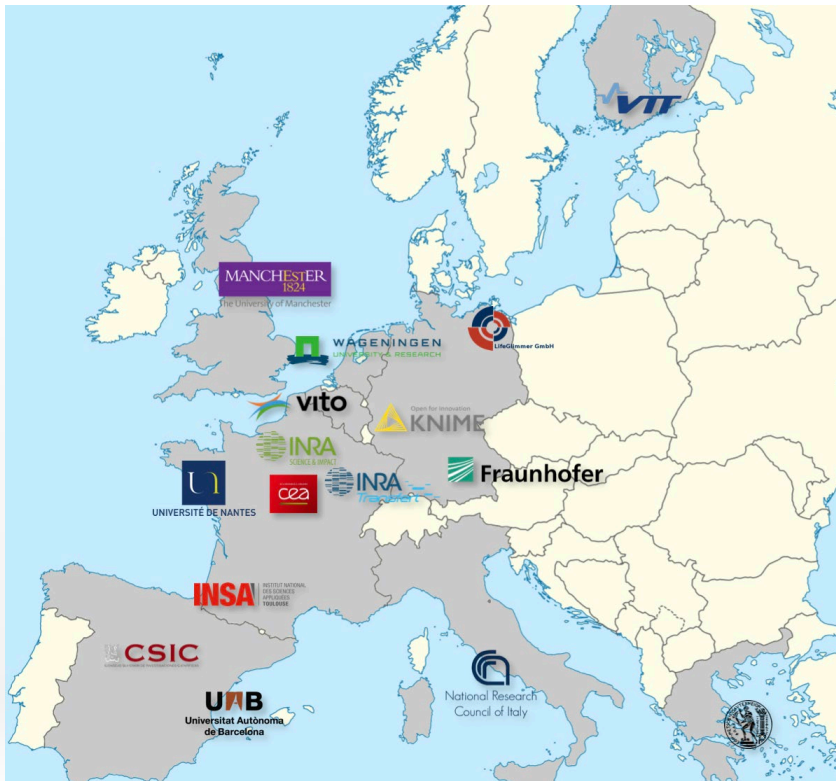 VTT
MANCHEstER
1824
The University of Manchester
WAGENINGEN
UNIVERSITY & RESEARCH
LifeGlimmer GmbH
vito
Open for Innovation
KNIME
INRA
SCIENCE & IMPACT
UNIVERSITÉ DE NANTES
cea
INRA
Transfert
Fraunhofer
INSA
INSTITUT NATIONAL
DES SCIENCES
APPLIQUÉES
TOULOUSE
CSIC
UAB
Universitat Autònoma
de Barcelona
National Research
Council of Italy